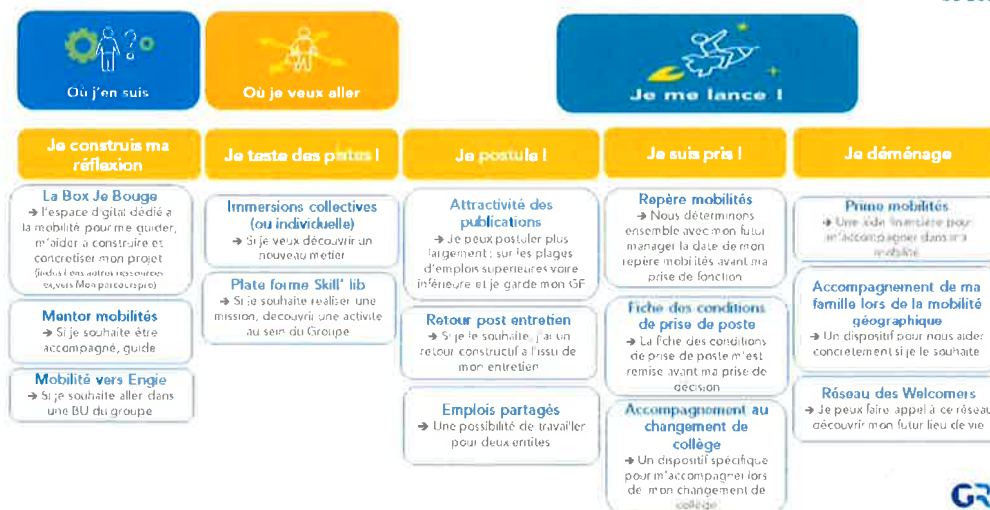 Où j'en suis
Où je veux aller
Je me lance !
Je construis ma
réflexion
La Box Je Bouge
→ l'espace digital dédié à
la mobilité pour me guider,
m'aider à construire et
concrétiser mon projet
Mentor mobilités
→ Si je souhaite être
accompagné, guidé
Mobilité vers Engie
→ Si je souhaite aller dans
une BU du groupe
Je teste des pistes !
Immersions collectives
(ou individuelle)
→ Si je veux découvrir un
nouveau métier
Plate forme Skill' lib
→ Si je souhaite réaliser une
mission, découvrir une activité
au sein du Groupe
Je postule !
Attractivité des
publications
→ Je peux postuler plus
largement ; sur les plages
d'emplois supérieures voire
inférieure et je garde mon GF
Retour post entretien
→ Si je le souhaite, j'ai un
retour constructif à l'issu de
mon entretien
Emplois partagés
→ Une possibilité de travailler
pour deux entités
Je suis pris !
Repère mobilités
→ Nous déterminons
ensemble avec mon futur
manager la date de mon
repère mobilités avant ma
prise de fonction
Fiche des conditions
de prise de poste
→ La fiche des conditions
de prise de poste m'est
remise avant ma prise de
décision
Accompagnement au
changement de
collège
→ Un dispositif spécifique
pour m'accompagner lors
de mon changement de
collège
Je déménage
Prime mobilités
→ Une aide financière pour
m'accompagner dans ma
mobilité
Accompagnement de ma
famille lors de la mobilité
géographique
→ Un dispositif pour nous aider
concrètement si je le souhaite
Réseau des Welcomers
→ Je peux faire appel à ce réseau
découvrir mon futur lieu de vie